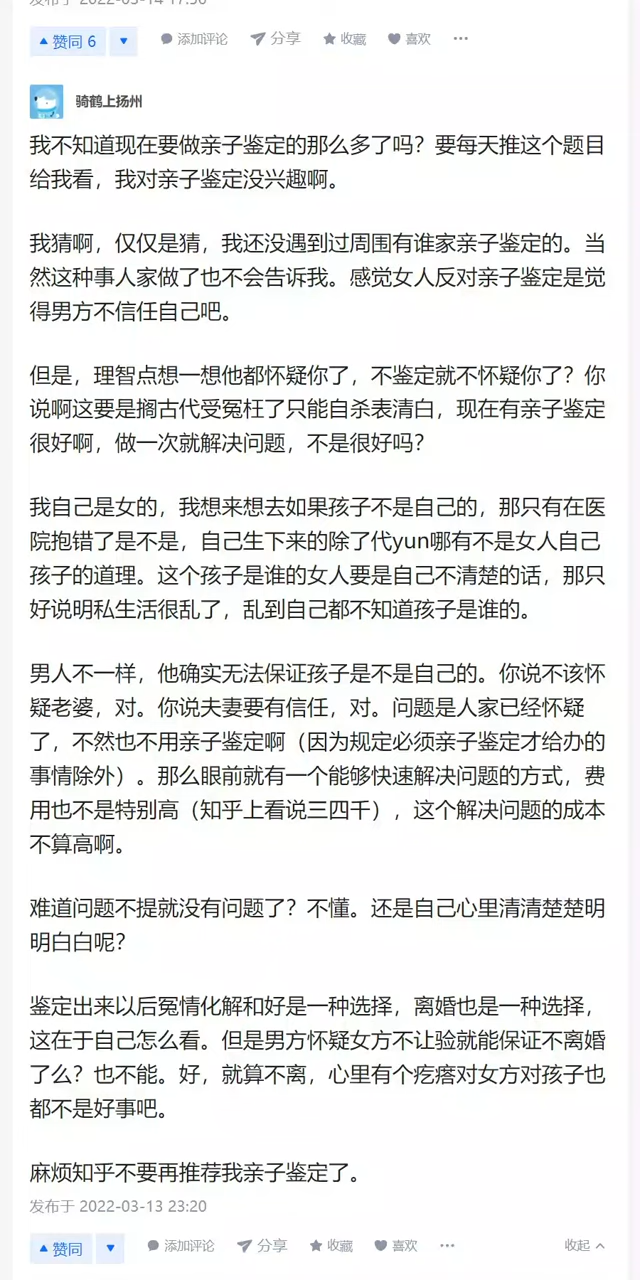 发布于 2022-03-14 17:50
赞同 6 添加评论 分享 收藏 喜欢 ···
骑鹤上扬州
我不知道现在要做亲子鉴定的那么多了吗？要每天推这个题目
给我看，我对亲子鉴定没兴趣啊。
我猜啊，仅仅是猜，我还没遇到过周围有谁家亲子鉴定的。当
然这种事人家做了也不会告诉我。感觉女人反对亲子鉴定是觉
得男方不信任自己吧。
但是，理智点想一想他都怀疑你了，不鉴定就不怀疑你了？你
说啊这要是搁古代受冤枉了只能自杀表清白，现在有亲子鉴定
很好啊，做一次就解决问题，不是很好吗？
我自己是女的，我想来想去如果孩子不是自己的，那只有在医
院抱错了是不是，自己生下来的除了代yun哪有不是女人自己
孩子的道理。这个孩子是谁的女人要是自己不清楚的话，那只
好说明私生活很乱了，乱到自己都不知道孩子是谁的。
男人不一样，他确实无法保证孩子是不是自己的。你说不该怀
疑老婆，对。你说夫妻要有信任，对。问题是人家已经怀疑
了，不然也不用亲子鉴定啊（因为规定必须亲子鉴定才给办的
事情除外）。那么眼前就有一个能够快速解决问题的方式，费
用也不是特别高（知乎上看说三四千），这个解决问题的成本
不算高啊。
难道问题不提就没有问题了？不懂。还是自己心里清清楚楚明
明白白呢？
鉴定出来以后冤情化解和好是一种选择，离婚也是一种选择，
这在于自己怎么看。但是男方怀疑女方不让验就能保证不离婚
了么？也不能。好，就算不离，心里有个疙瘩对女方对孩子也
都不是好事吧。
麻烦知乎不要再推荐我亲子鉴定了。
发布于 2022-03-13 23:20
赞同 添加评论 分享 收藏 喜欢 ··· 收起